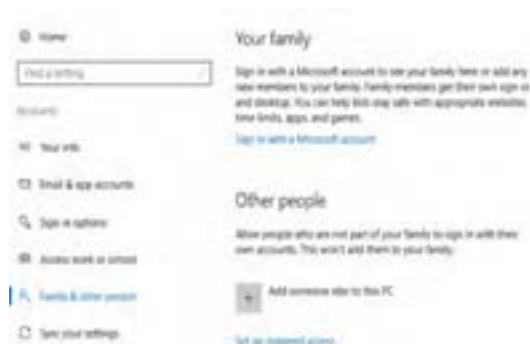 Home
Find a setting
Accounts
Your info
Email & app accounts
Sign-in options
Access work or school
Family & other people
Sync your settings
Your family
Sign in with a Microsoft account to see your family here or add any
new members to your family. Family members get their own sign-in
and desktop. You can help kids stay safe with appropriate websites,
time limits, apps, and games.
Sign in with a Microsoft account
Other people
Allow people who are not part of your family to sign in with their
own accounts. This won't add them to your family.
Add someone else to this PC
Set up assigned access